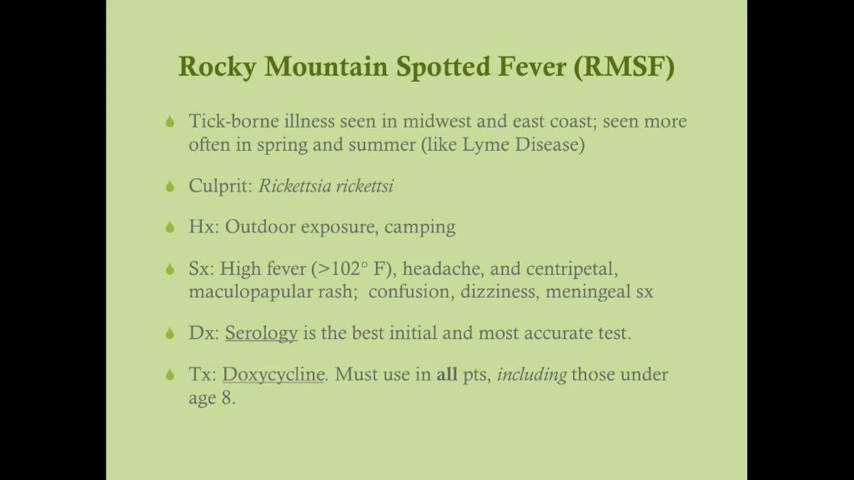 Rocky Mountain Spotted Fever (RMSF)
Tick-borne illness seen in midwest and east coast; seen more
often in spring and summer (like Lyme Disease)
Culprit: Rickettsia rickettsi
Hx: Outdoor exposure, camping
Sx: High fever (>102° F), headache, and centripetal,
maculopapular rash;  confusion, dizziness, meningeal sx
Dx: Serology is the best initial and most accurate test.
Tx: Doxycycline. Must use in all pts, including those under
age 8.